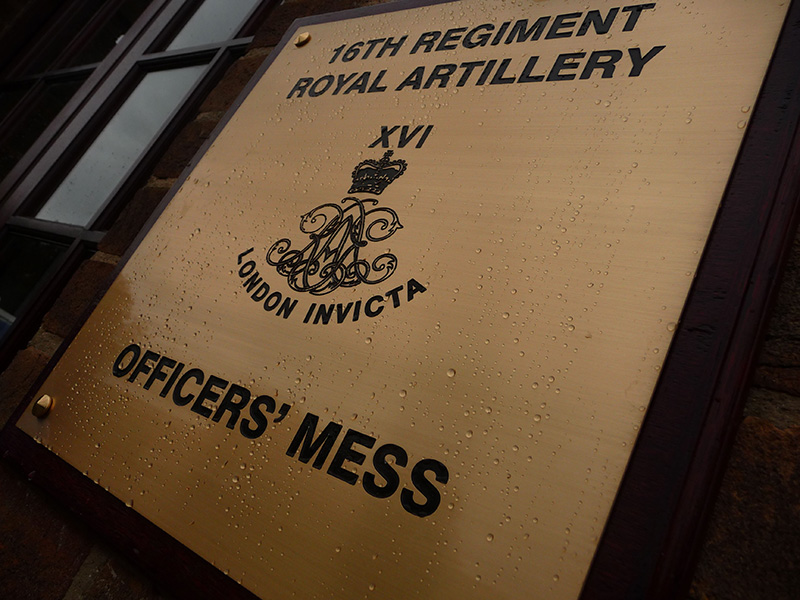 16TH REGIMENT
ROYAL ARTILLERY
XVI
LONDON INVICTA
OFFICERS' MESS